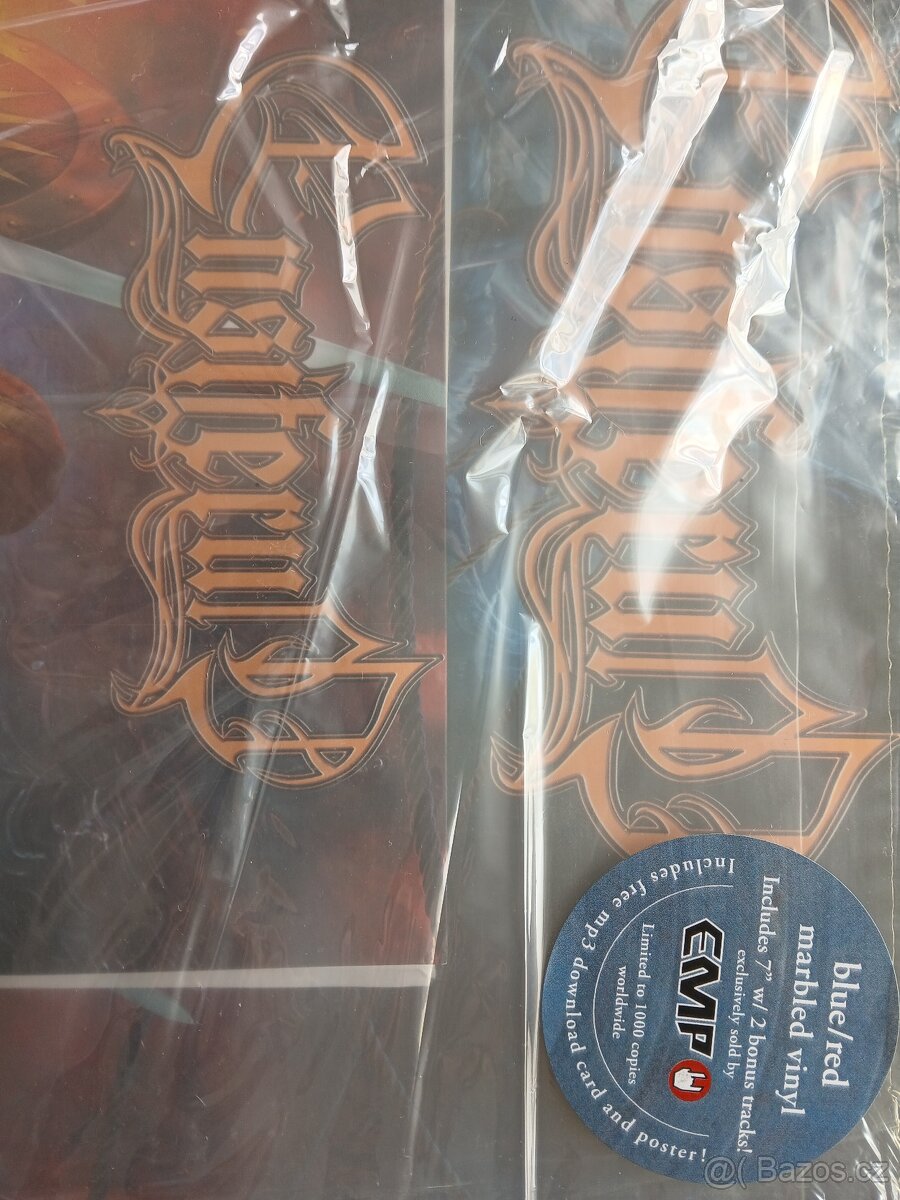 Ensiferum
Ensiferum
blue/red
marbled vinyl
Includes 7" w/ 2 bonus tracks!
exclusively sold by
EMP
Limited to 1000 copies
worldwide
Includes free mp3 download card and poster!
@( Bazos.cz